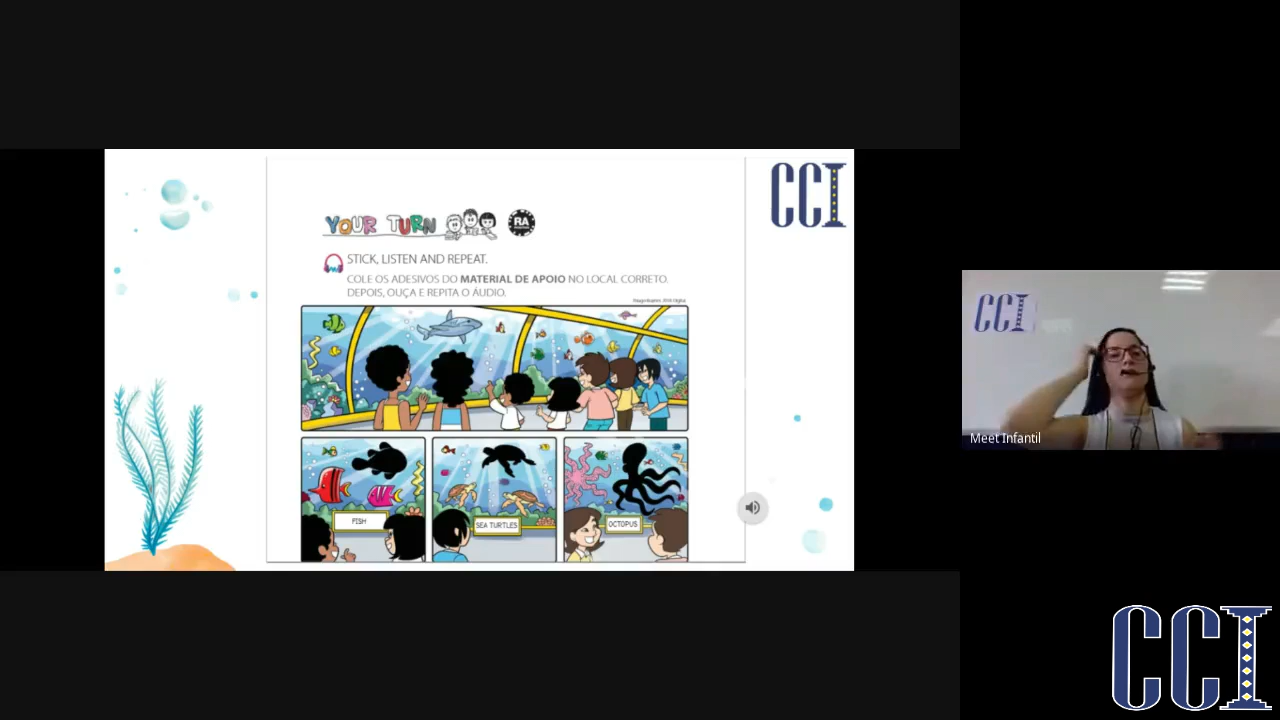 YOUR TURN
RA
STICK, LISTEN AND REPEAT.
COLE OS ADESIVOS DO MATERIAL DE APOIO NO LOCAL CORRETO.
DEPOIS, OUÇA E REPITA O ÁUDIO.
FISH
SEA TURTLES
OCTOPUS
CCI
CCI
Meet Infantil
CCI